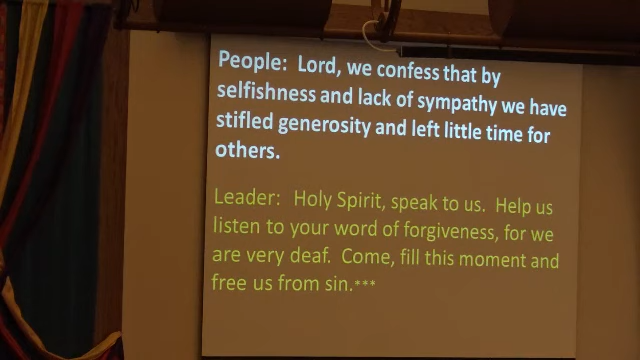 People: Lord, we confess that by
selfishness and lack of sympathy we have
stifled generosity and left little time for
others.
Leader: Holy Spirit, speak to us. Help us
listen to your word of forgiveness, for we
are very deaf. Come, fill this moment and
free us from sin.***